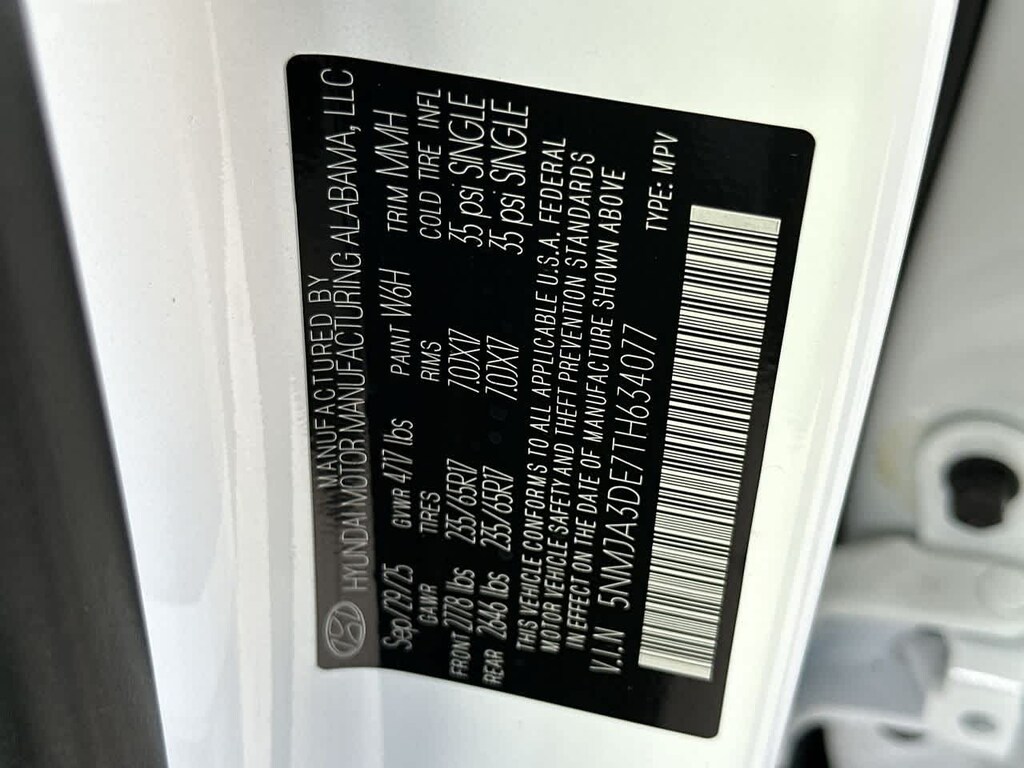 MANUFACTURED BY
HYUNDAI MOTOR MANUFACTURING ALABAMA, LLC
Sep/29/25 GVWR 4717 lbs PAINT W6H TRIM MMH
GAWR TIRES RMS COLD TIRE INFL
FRONT 2778 lbs 235/65R17 7.0X17 35 psi SINGLE
REAR 2646 lbs 235/65R17 7.0X17 35 psi SINGLE
THIS VEHICLE CONFORMS TO ALL APPLICABLE U.S.A. FEDERAL
MOTOR VEHICLE SAFETY AND THEFT PREVENTION STANDARDS
IN EFFECT ON THE DATE OF MANUFACTURE SHOWN ABOVE
V.I.N 5NMJA3DE7TH634077 TYPE: MPV